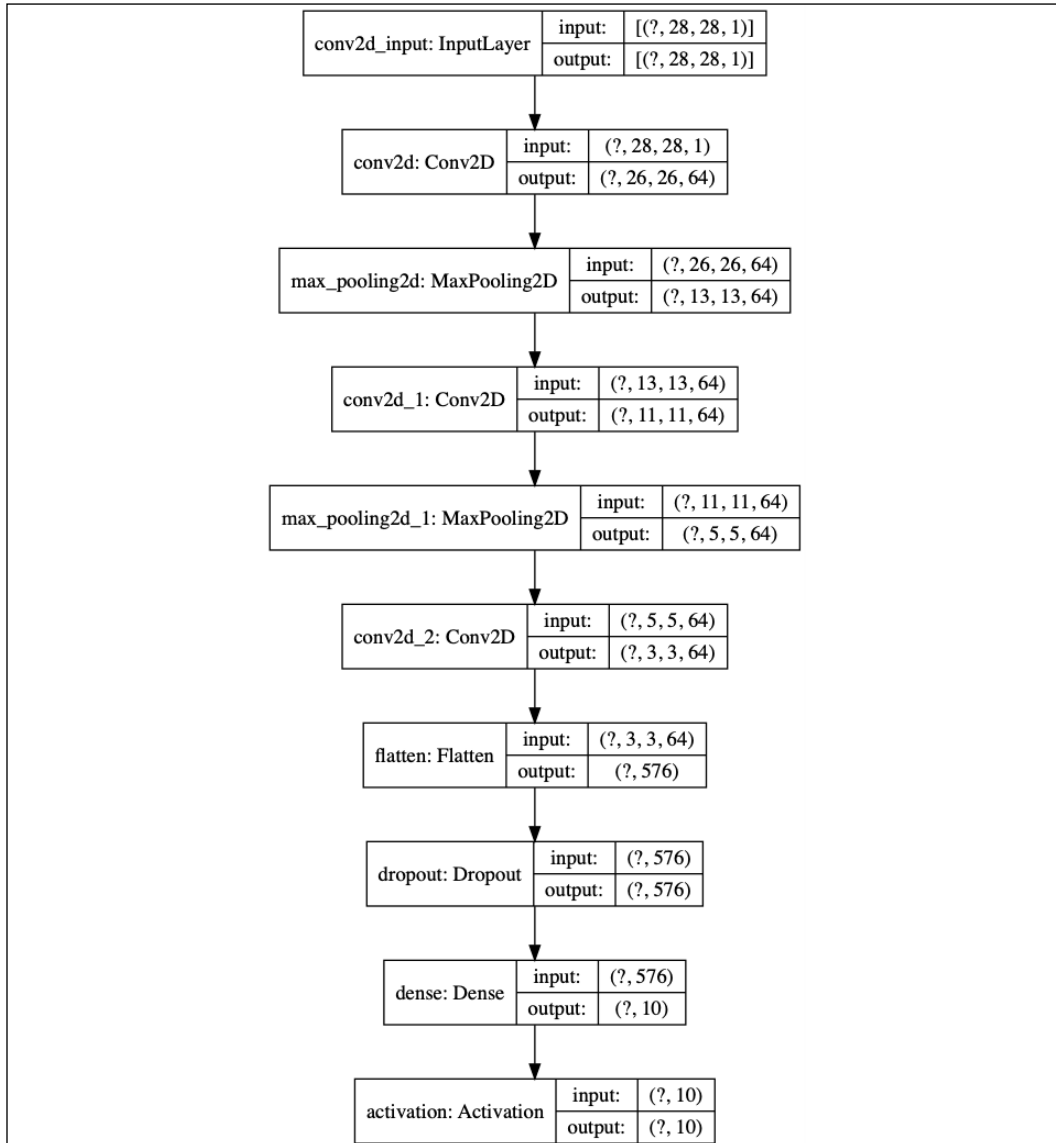 conv2d_input: InputLayer
input: [(?, 28, 28, 1)]
output: [(?, 28, 28, 1)]
conv2d: Conv2D
input: (?, 28, 28, 1)
output: (?, 26, 26, 64)
max_pooling2d: MaxPooling2D
input: (?, 26, 26, 64)
output: (?, 13, 13, 64)
conv2d_1: Conv2D
input: (?, 13, 13, 64)
output: (?, 11, 11, 64)
max_pooling2d_1: MaxPooling2D
input: (?, 11, 11, 64)
output: (?, 5, 5, 64)
conv2d_2: Conv2D
input: (?, 5, 5, 64)
output: (?, 3, 3, 64)
flatten: Flatten
input: (?, 3, 3, 64)
output: (?, 576)
dropout: Dropout
input: (?, 576)
output: (?, 576)
dense: Dense
input: (?, 576)
output: (?, 10)
activation: Activation
input: (?, 10)
output: (?, 10)